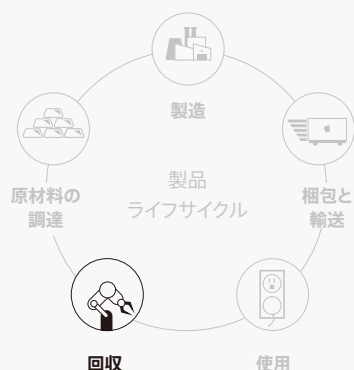 製造
原材料の
調達
製品
ライフサイクル
梱包と
輸送
回収
使用